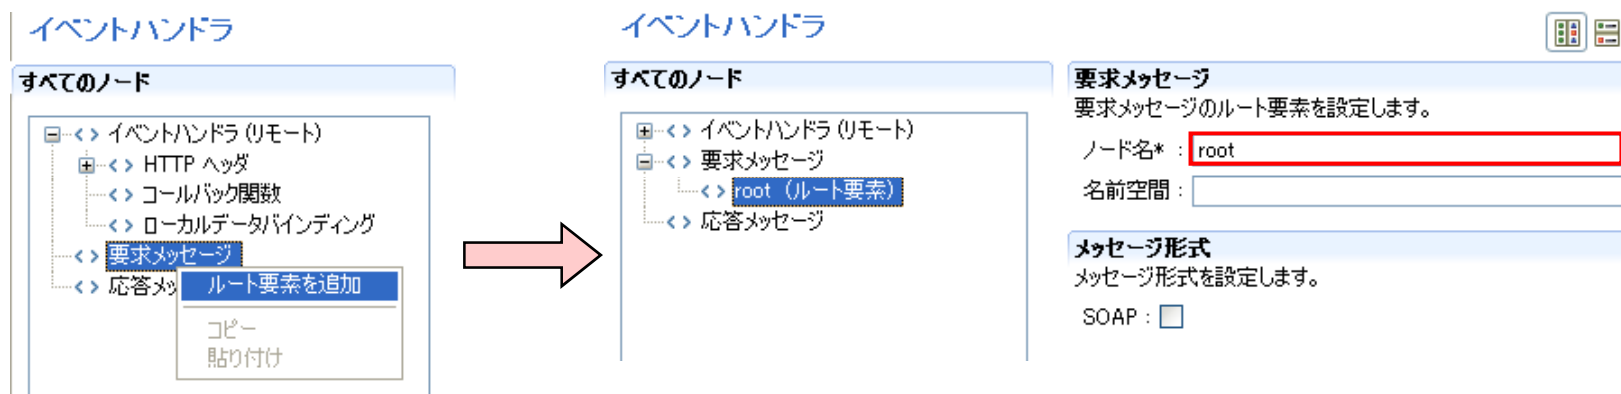 イベントハンドラ
すべてのノード
イベントハンドラ (リモート)
HTTP ヘッダ
コールバック関数
ローカルデータバインディング
要求メッセージ
応答メッ
ルート要素を追加
コピー
貼り付け
イベントハンドラ
すべてのノード
イベントハンドラ (リモート)
要求メッセージ
root (ルート要素)
応答メッセージ
要求メッセージ
要求メッセージのルート要素を設定します。
ノード名* : root
名前空間 :
メッセージ形式
メッセージ形式を設定します。
SOAP :